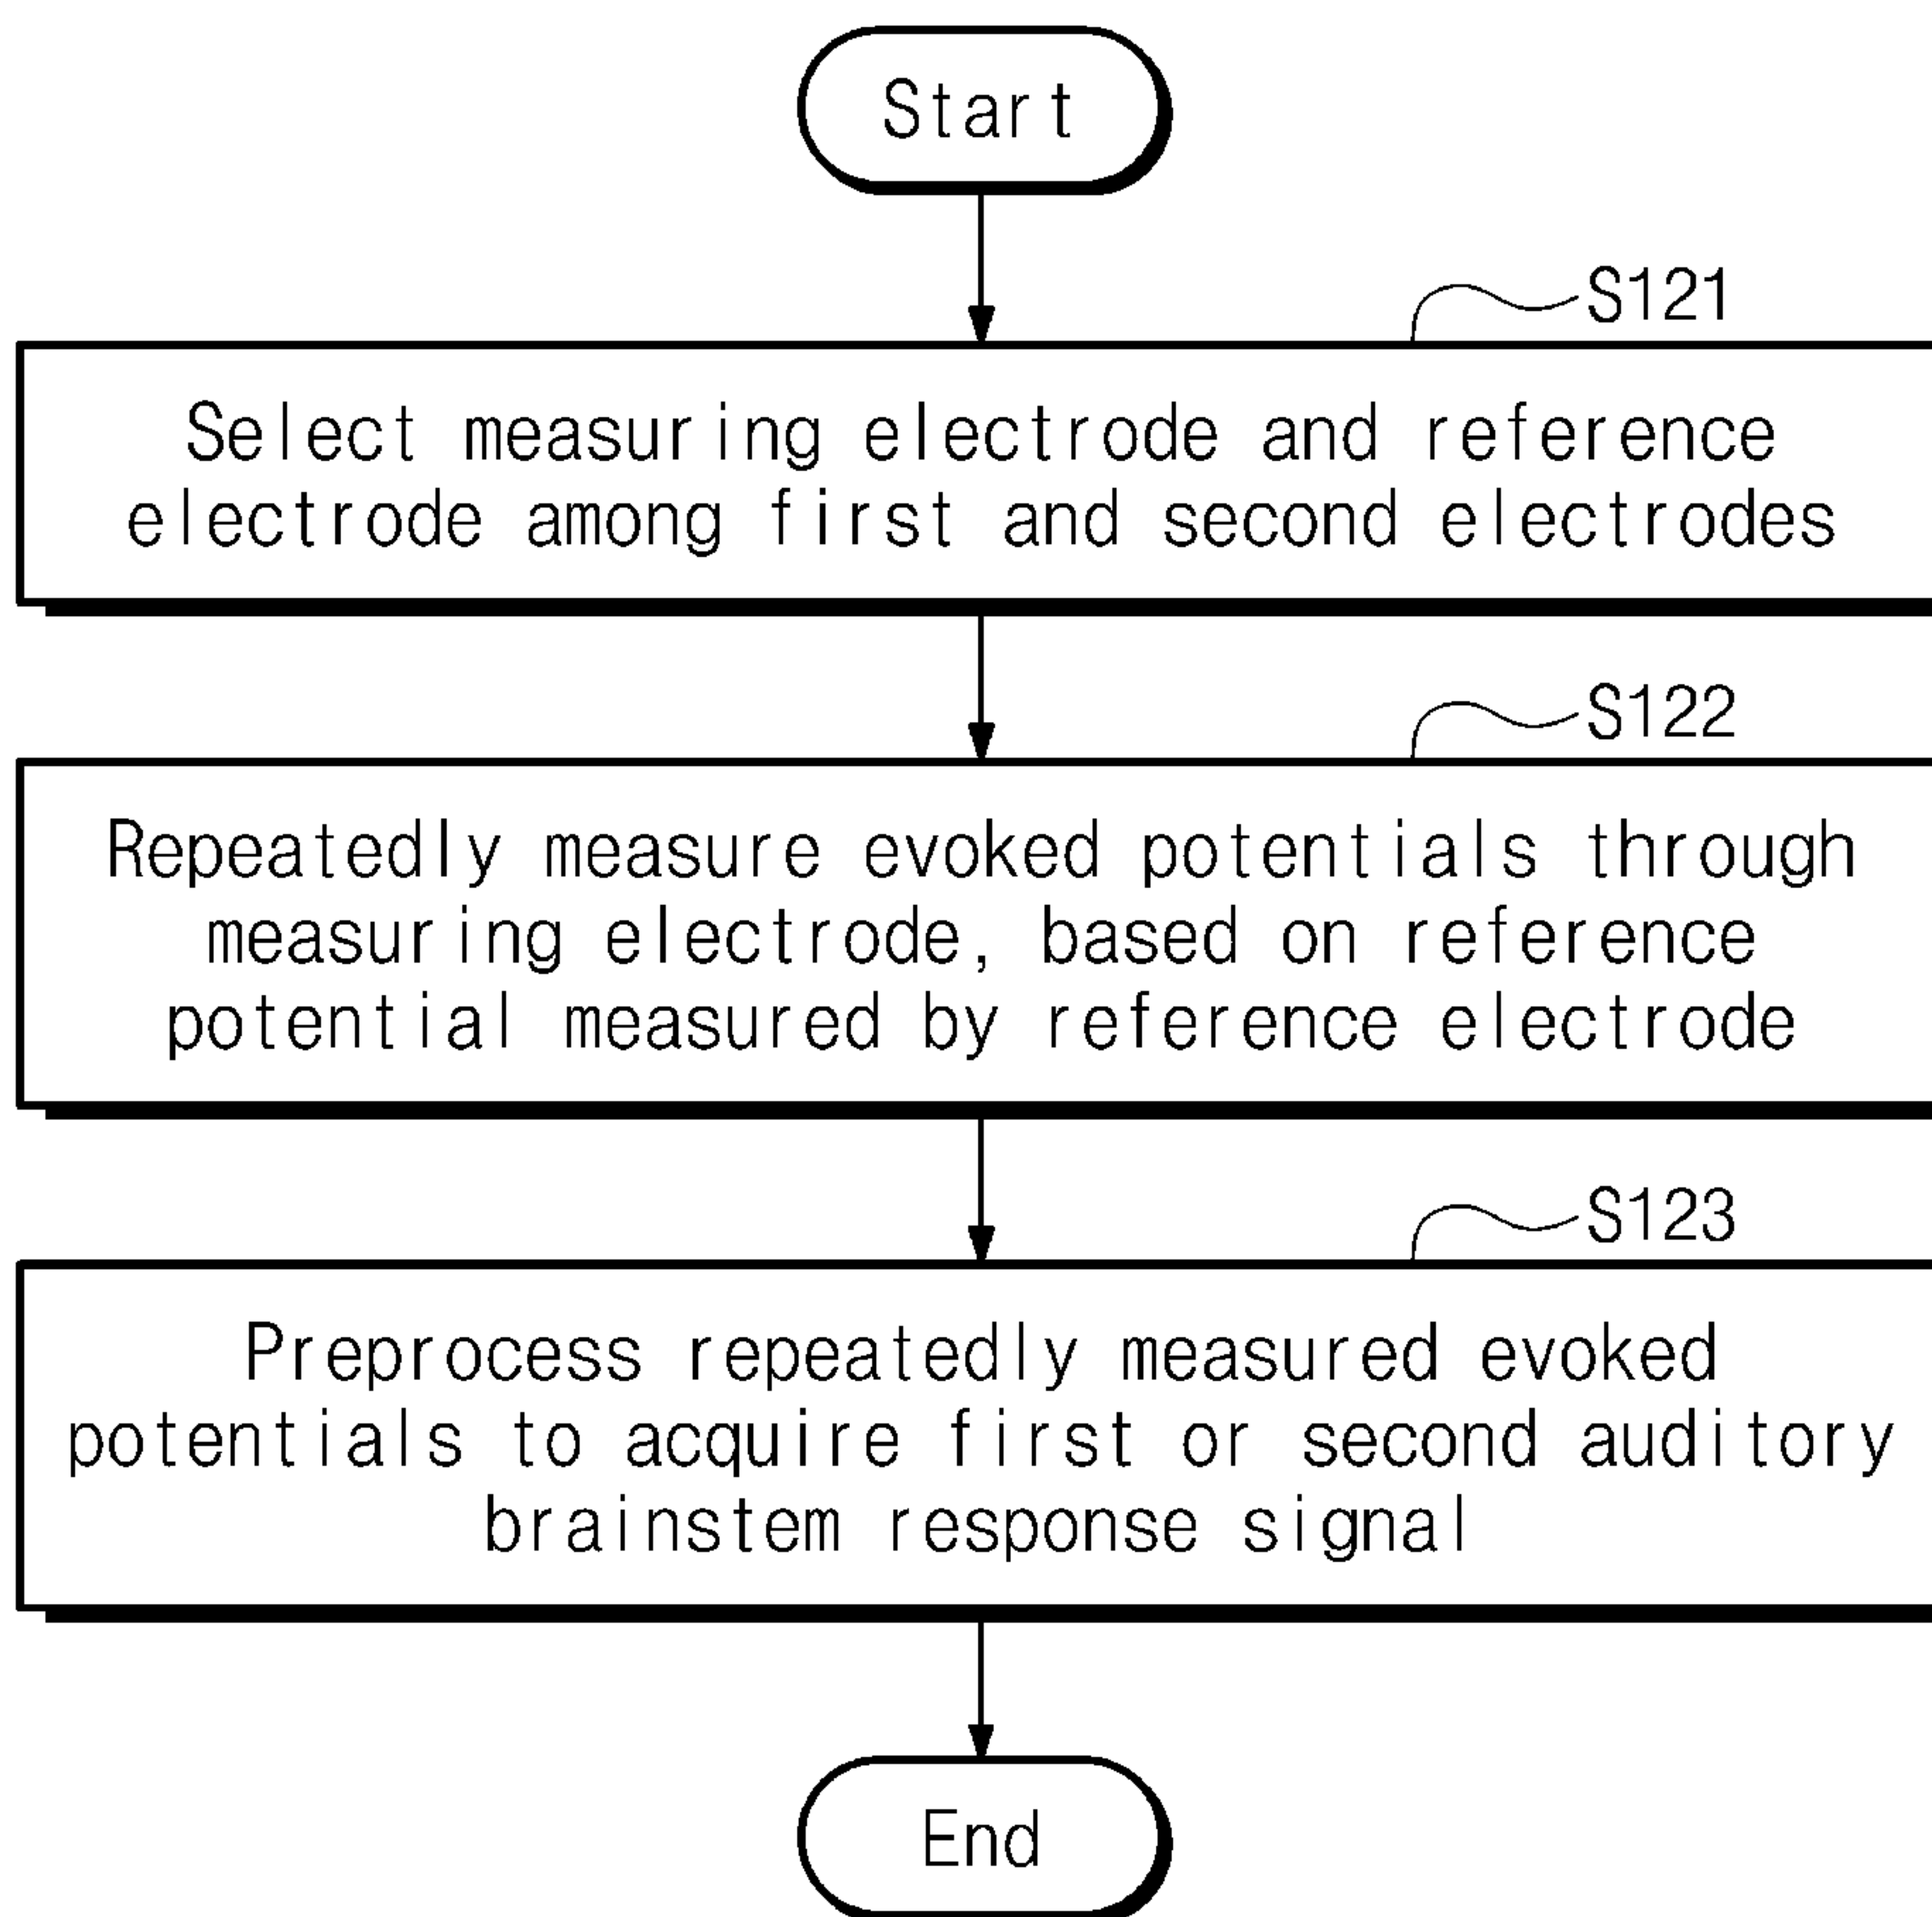 Start
S121
Select measuring electrode and reference
electrode among first and second electrodes
S122
Repeatedly measure evoked potentials through
measuring electrode, based on reference
potential measured by reference electrode
S123
Preprocess repeatedly measured evoked
potentials to acquire first or second auditory
brainstem response signal
End